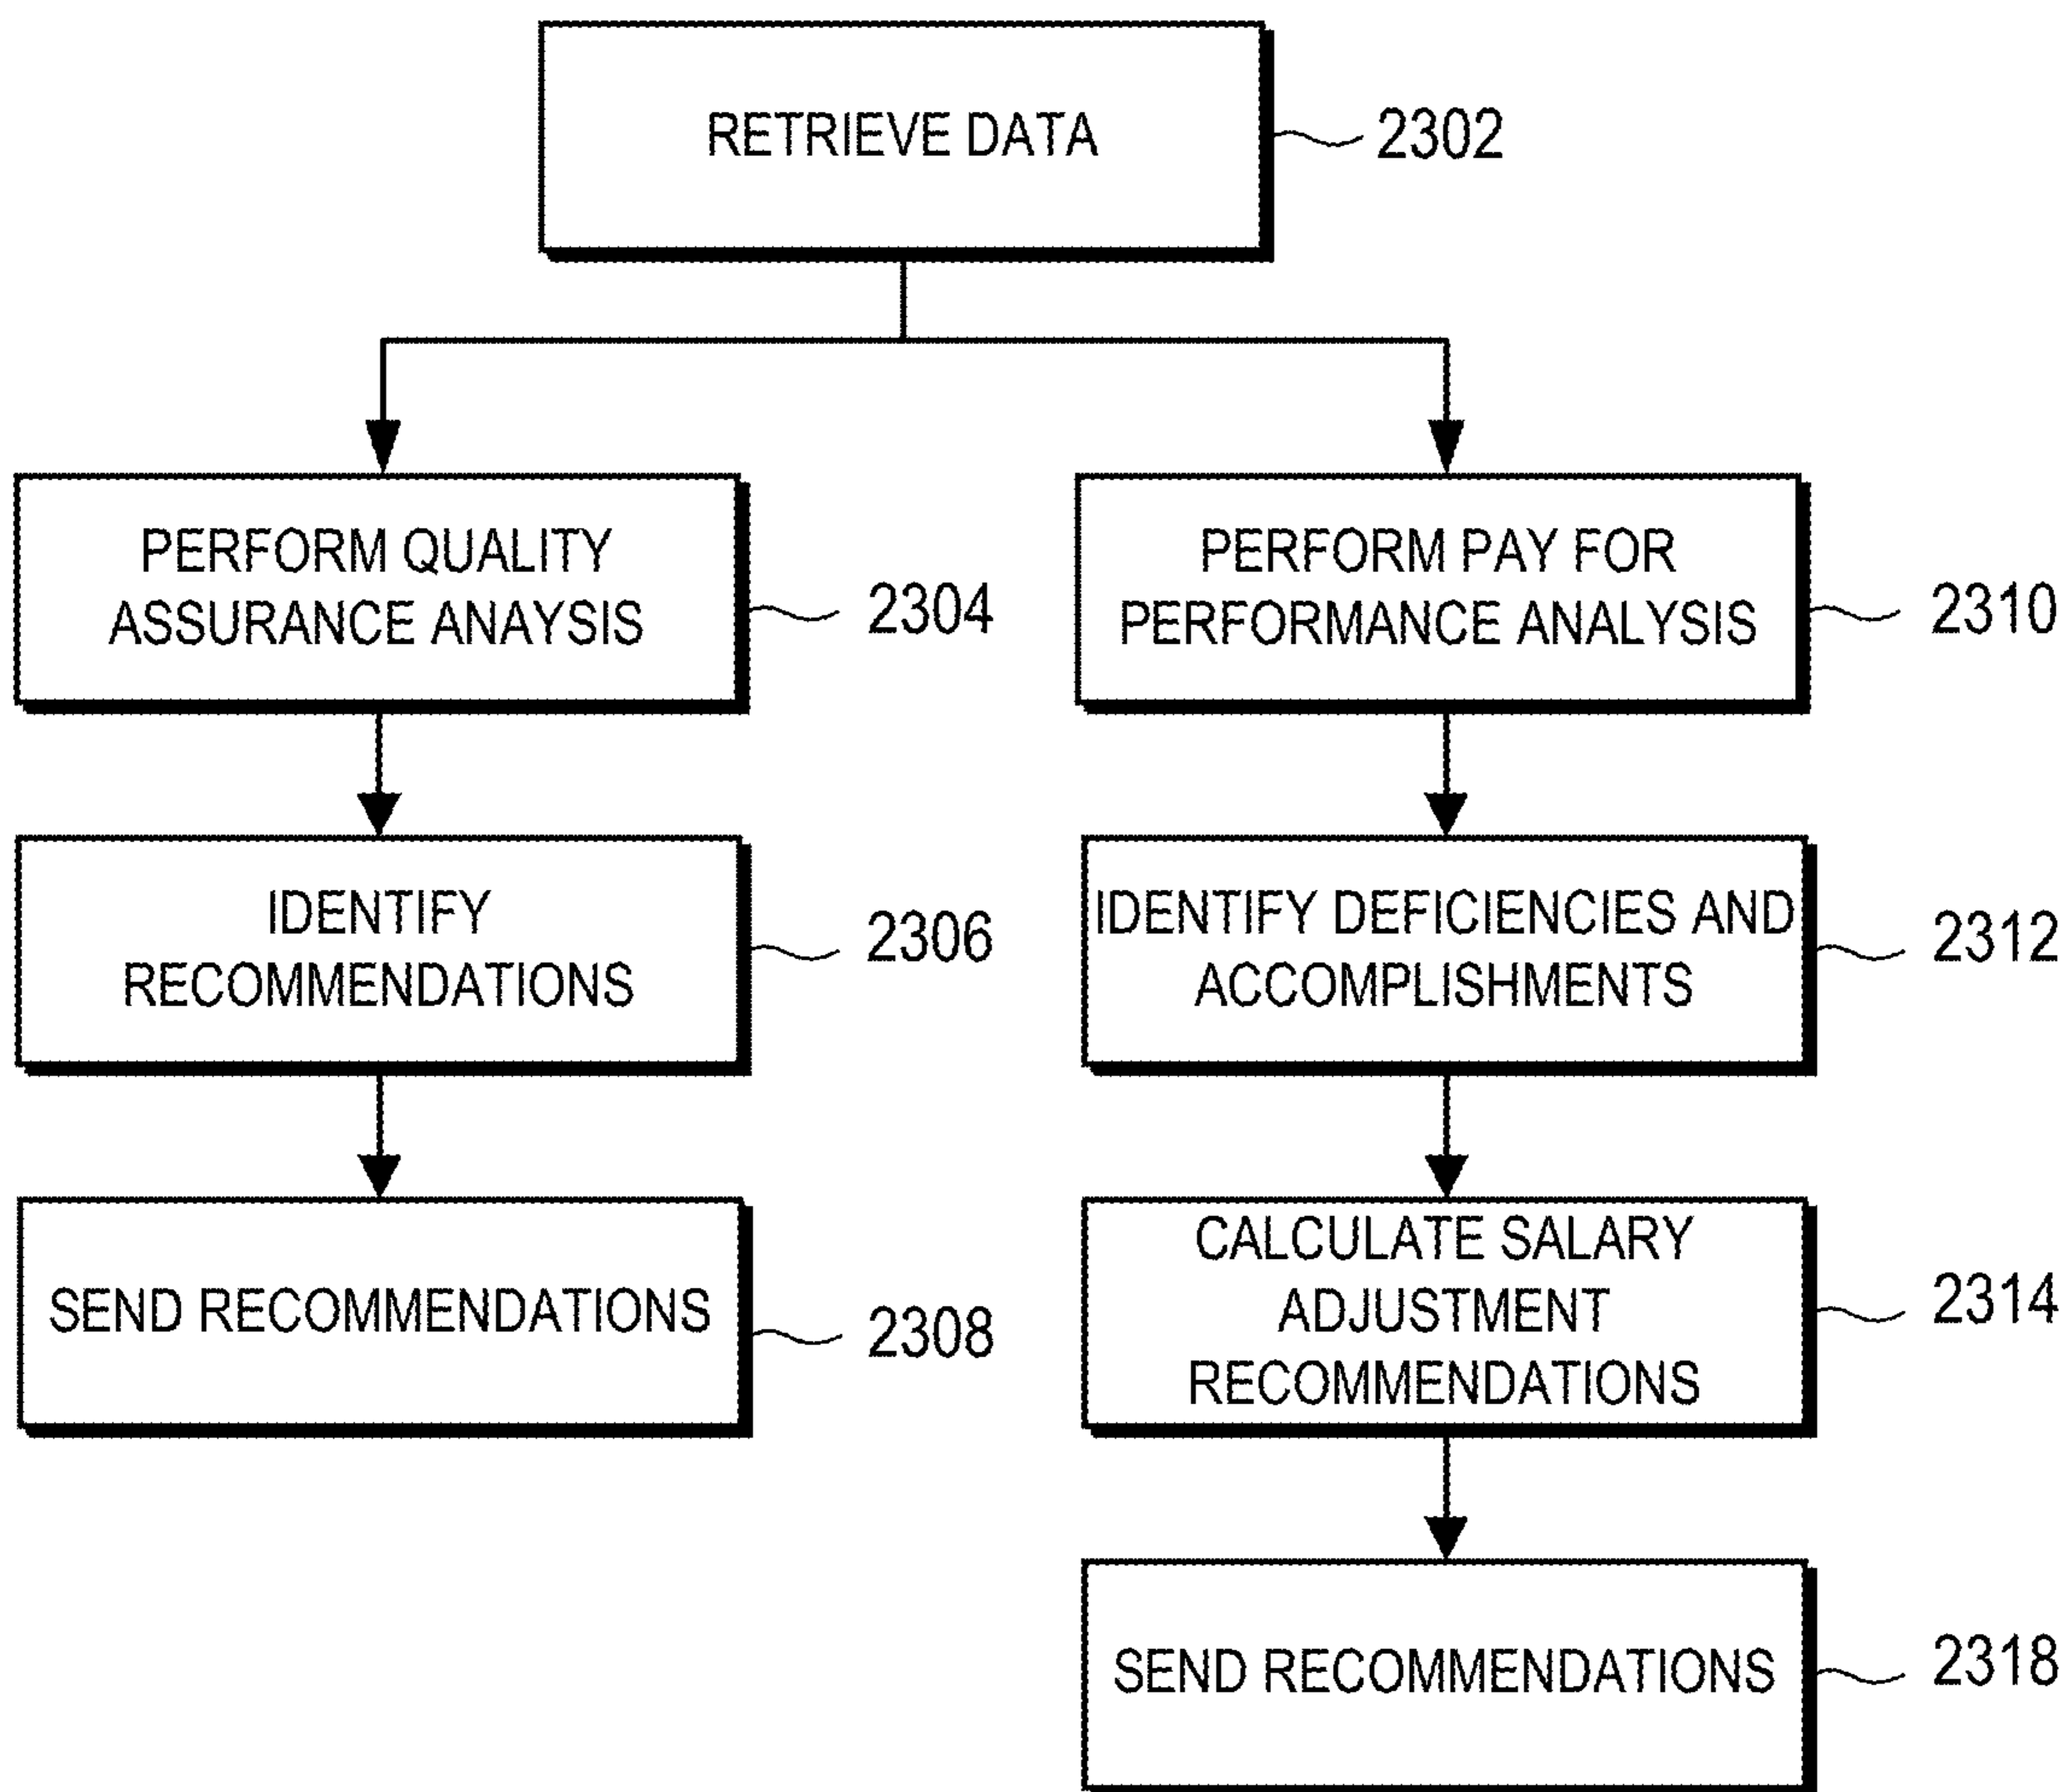 RETRIEVE DATA
2302
PERFORM QUALITY
ASSURANCE ANAYSIS
2304
IDENTIFY
RECOMMENDATIONS
2306
SEND RECOMMENDATIONS
2308
PERFORM PAY FOR
PERFORMANCE ANALYSIS
2310
IDENTIFY DEFICIENCIES AND
ACCOMPLISHMENTS
2312
CALCULATE SALARY
ADJUSTMENT
RECOMMENDATIONS
2314
SEND RECOMMENDATIONS
2318